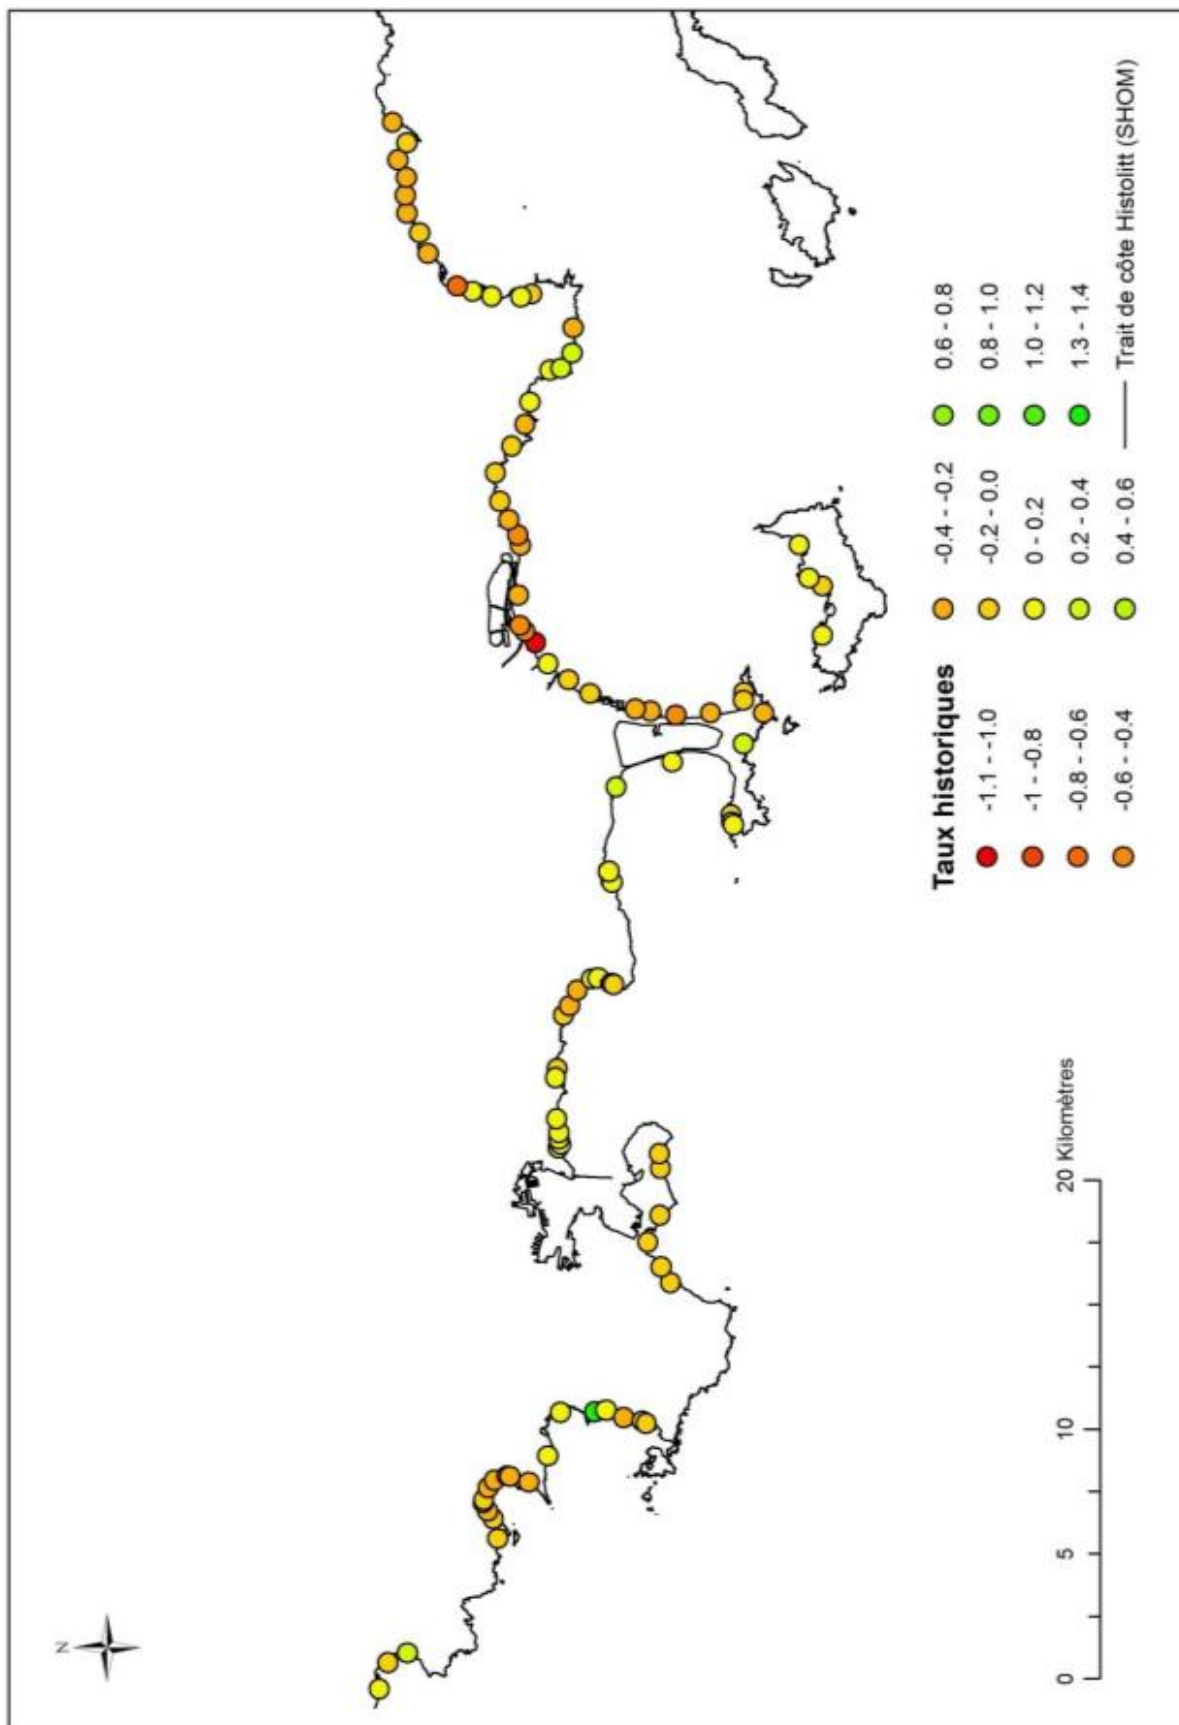 N
0 5 10 20 Kilomètres
Taux historiques
-1.1 - -1.0
-1 - -0.8
-0.8 - -0.6
-0.6 - -0.4
-0.4 - -0.2
-0.2 - 0.0
0 - 0.2
0.2 - 0.4
0.4 - 0.6
0.6 - 0.8
0.8 - 1.0
1.0 - 1.2
1.3 - 1.4
Trait de côte Histolitt (SHOM)